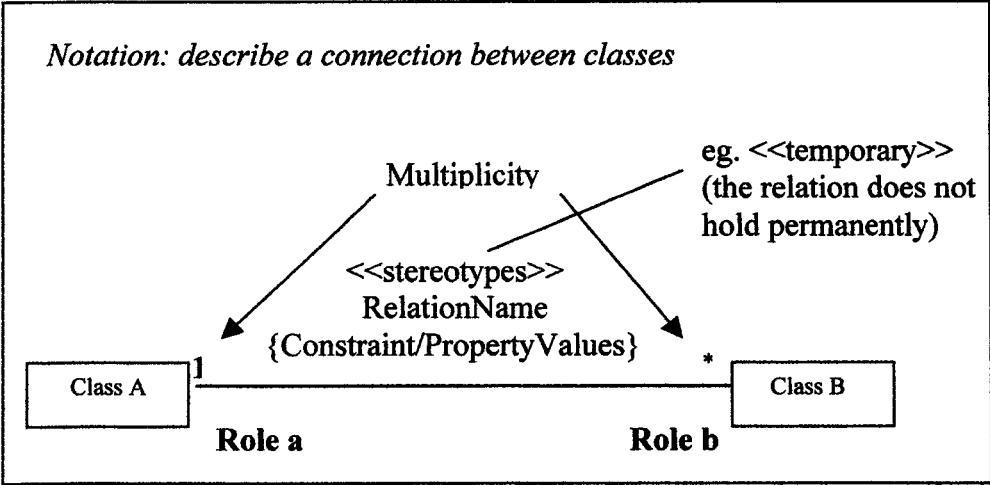 Notation: describe a connection between classes
eg. <<temporary>>
(the relation does not
hold permanently)
Multiplicity
<<stereotypes>>
RelationName
{Constraint/PropertyValues}
1
*
Class A
Class B
Role a
Role b